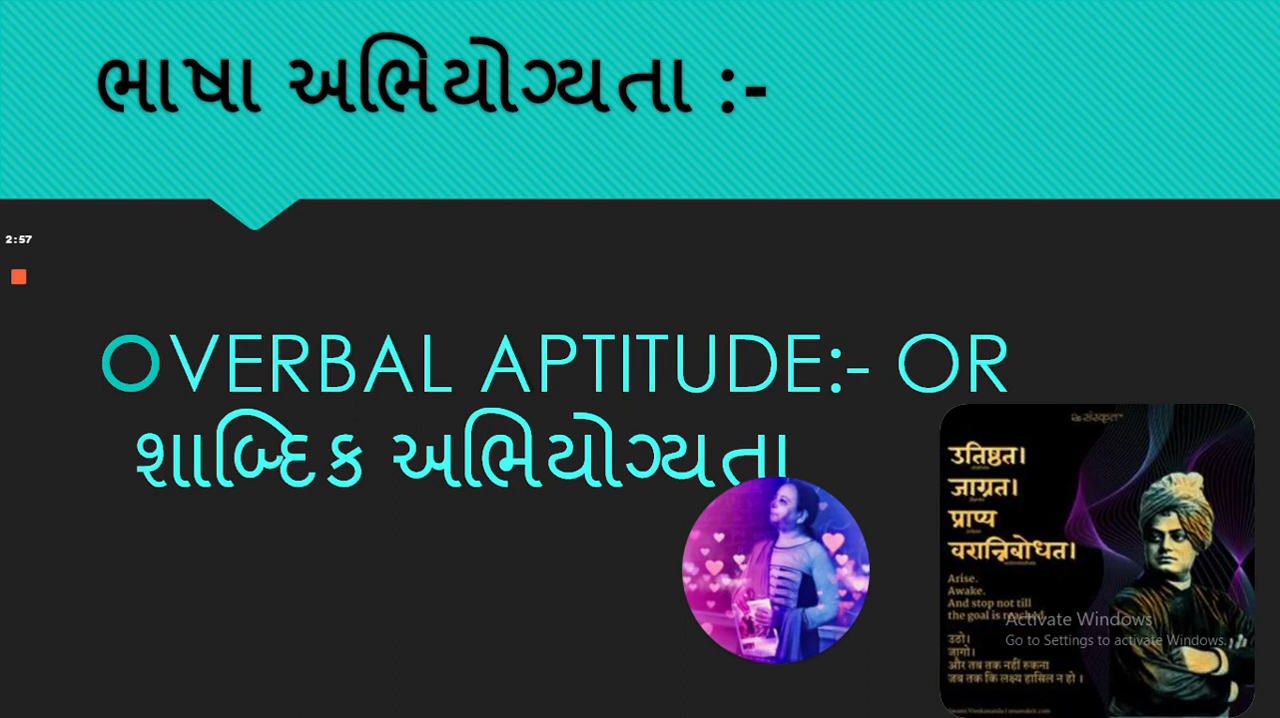 ભાષા અભિયોગ્યતા :-
2:57
VERBAL APTITUDE:- OR
શાબ્દિક અભિયોગ્યતા
संस्कृत
उतिष्ठत।
जाग्रत।
प्राप्य
वरान्निबोधत।
Arise.
Awake.
And stop not till
the goal is reached.
Activate Windows
Go to Settings to activate Windows.
उठो।
जागो।
और तब तक नहीं रुकना
जब तक कि लक्ष्य हासिल न हो ।